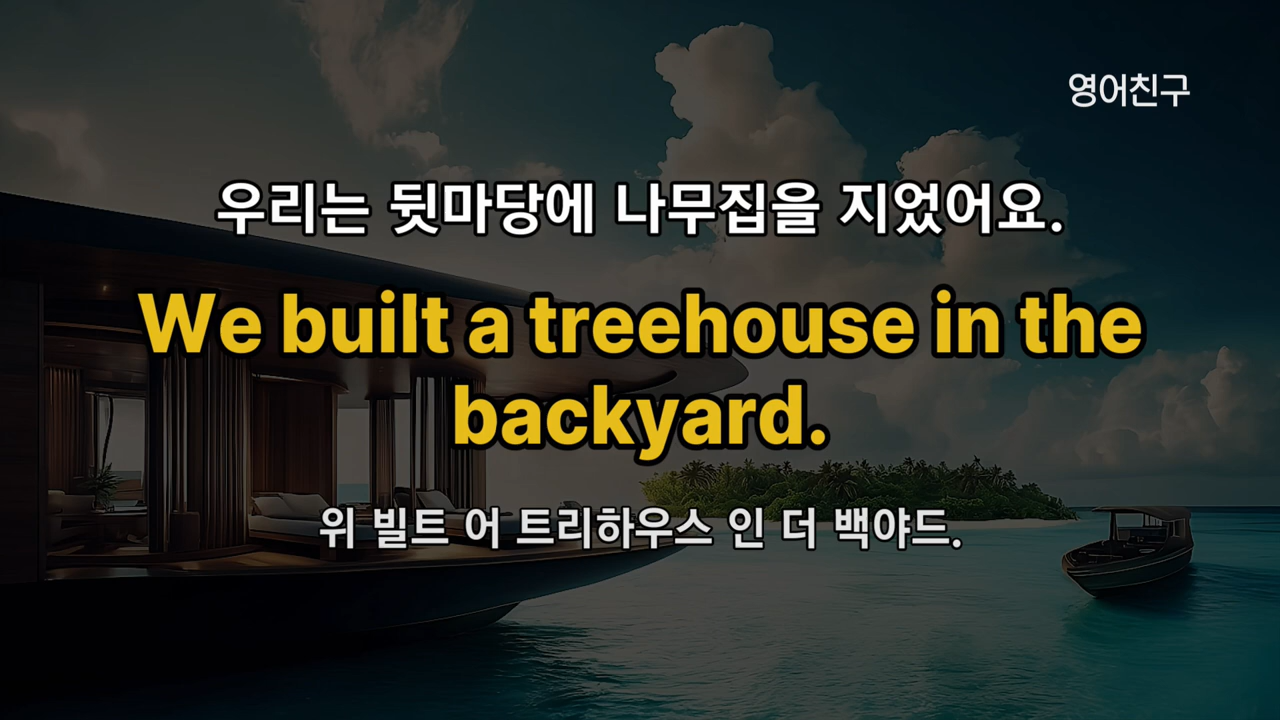 영어친구
우리는 뒷마당에 나무집을 지었어요.
We built a treehouse in the
backyard.
위 빌트 어 트리하우스 인 더 백야드.